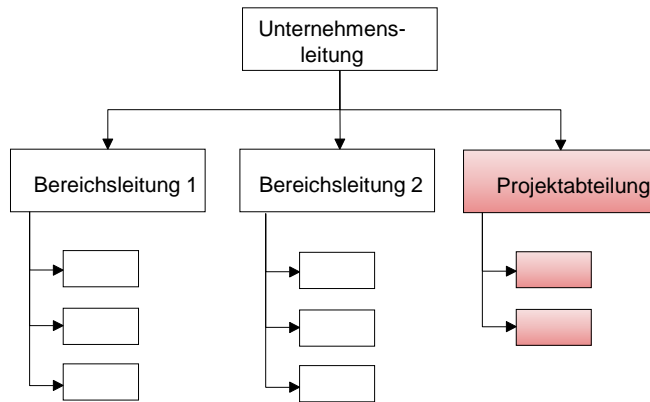 Unternehmens-
leitung
Bereichsleitung 1
Bereichsleitung 2
Projektabteilung